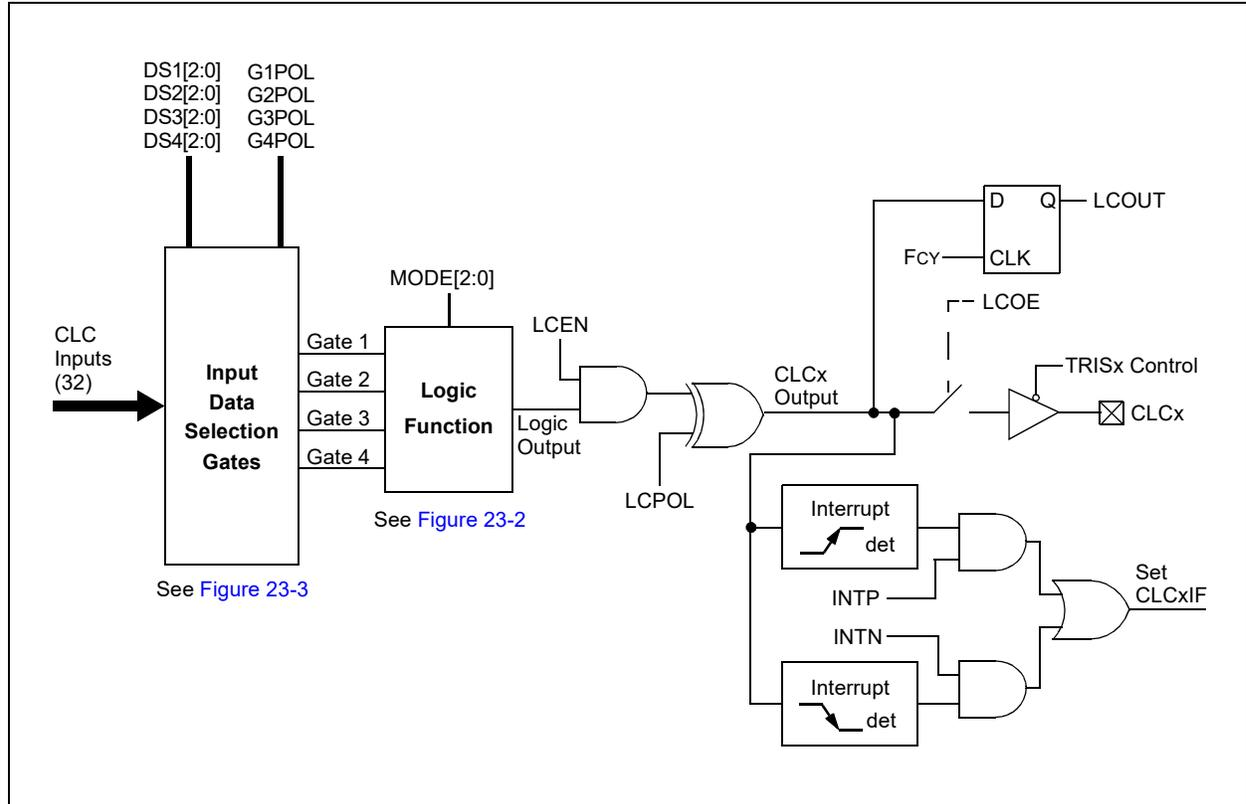 DS1[2:0] G1POL
DS2[2:0] G2POL
DS3[2:0] G3POL
DS4[2:0] G4POL
CLC
Inputs
(32)
Input
Data
Selection
Gates
See Figure 23-3
Gate 1
Gate 2
Gate 3
Gate 4
MODE[2:0]
Logic
Function
See Figure 23-2
Logic
Output
LCEN
LCPOL
CLCx
Output
D Q
LCOUT
FCY
CLK
LCOE
TRISx Control
CLCx
Interrupt
det
INTP
INTN
Interrupt
det
Set
CLCxIF